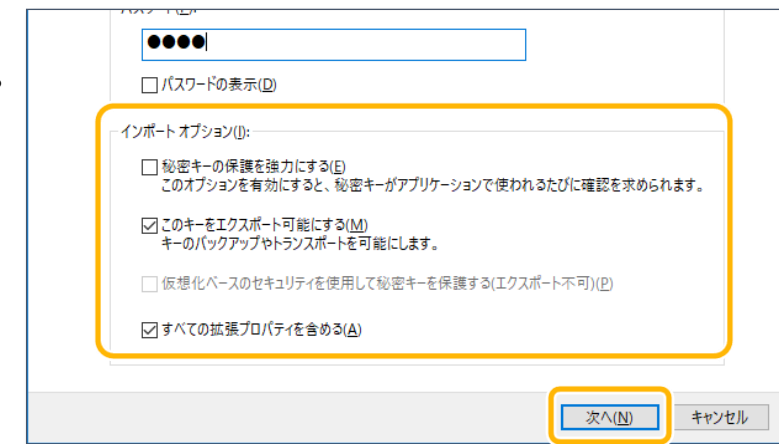 パスワード(P):
●●●●
パスワードの表示(D)
インポート オプション(I):
秘密キーの保護を強力にする(E)
このオプションを有効にすると、秘密キーがアプリケーションで使われるたびに確認を求められます。
このキーをエクスポート可能にする(M)
キーのバックアップやトランスポートを可能にします。
仮想化ベースのセキュリティを使用して秘密キーを保護する(エクスポート不可)(P)
すべての拡張プロパティを含める(A)
次へ(N)
キャンセル